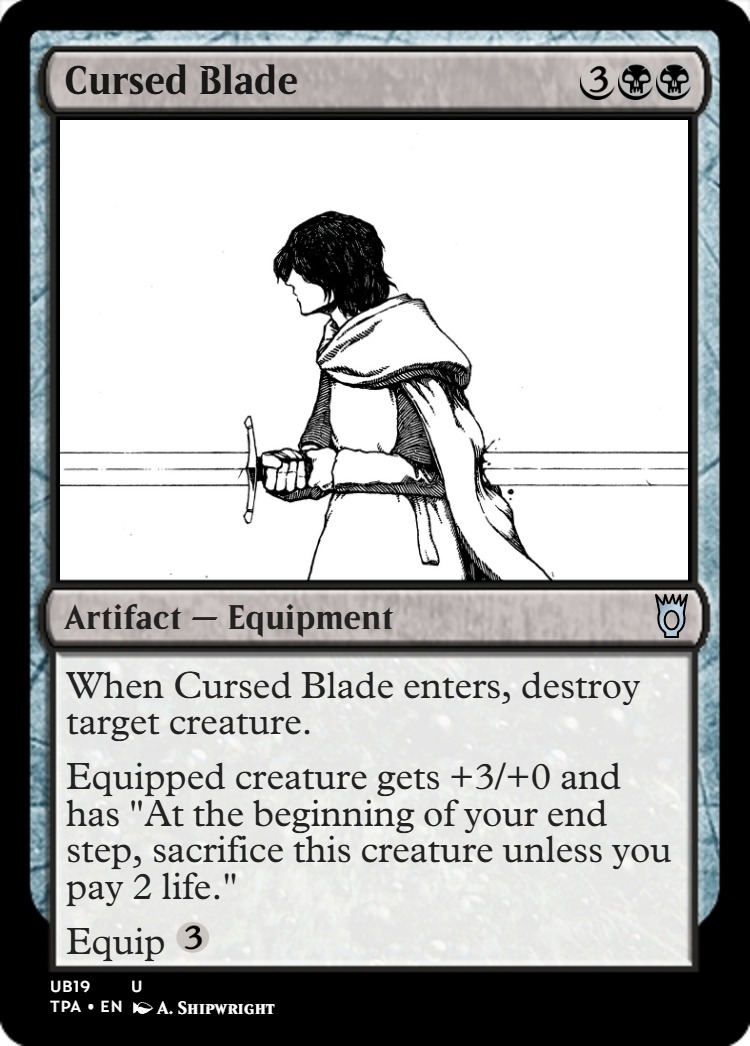 Cursed Blade 3
Artifact — Equipment
When Cursed Blade enters, destroy
target creature.
Equipped creature gets +3/+0 and
has "At the beginning of your end
step, sacrifice this creature unless you
pay 2 life."
Equip 3
UB19 U
TPA • EN A. Shipwright